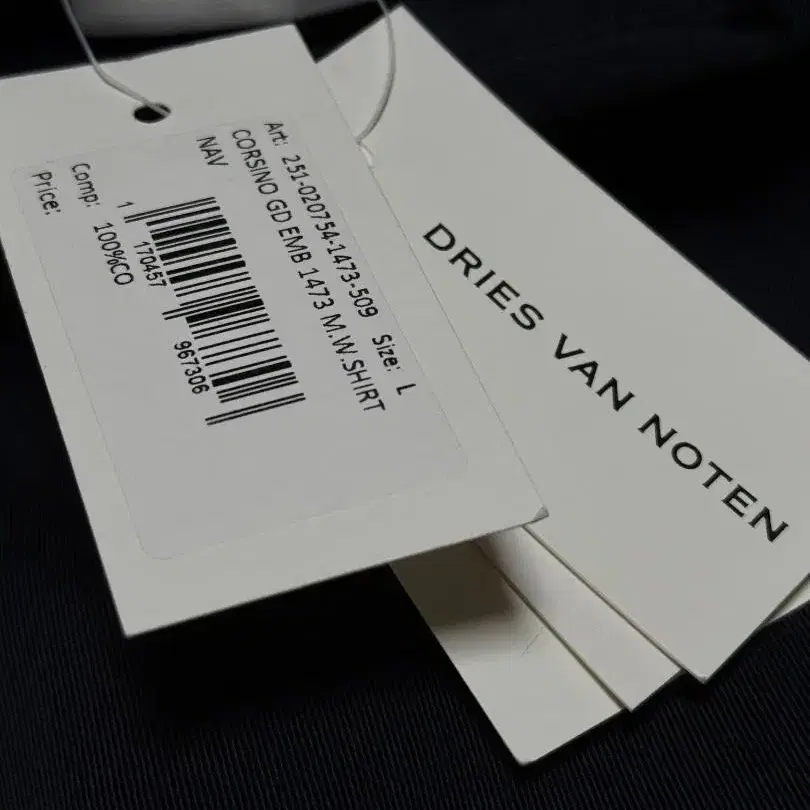 Art: 251-020754-1473-509 Size: L
CORSINO GD EMB 1473 M.W.SHIRT
NAV
1 170457 967306
Comp: 100%CO
Price:
DRIES VAN NOTEN